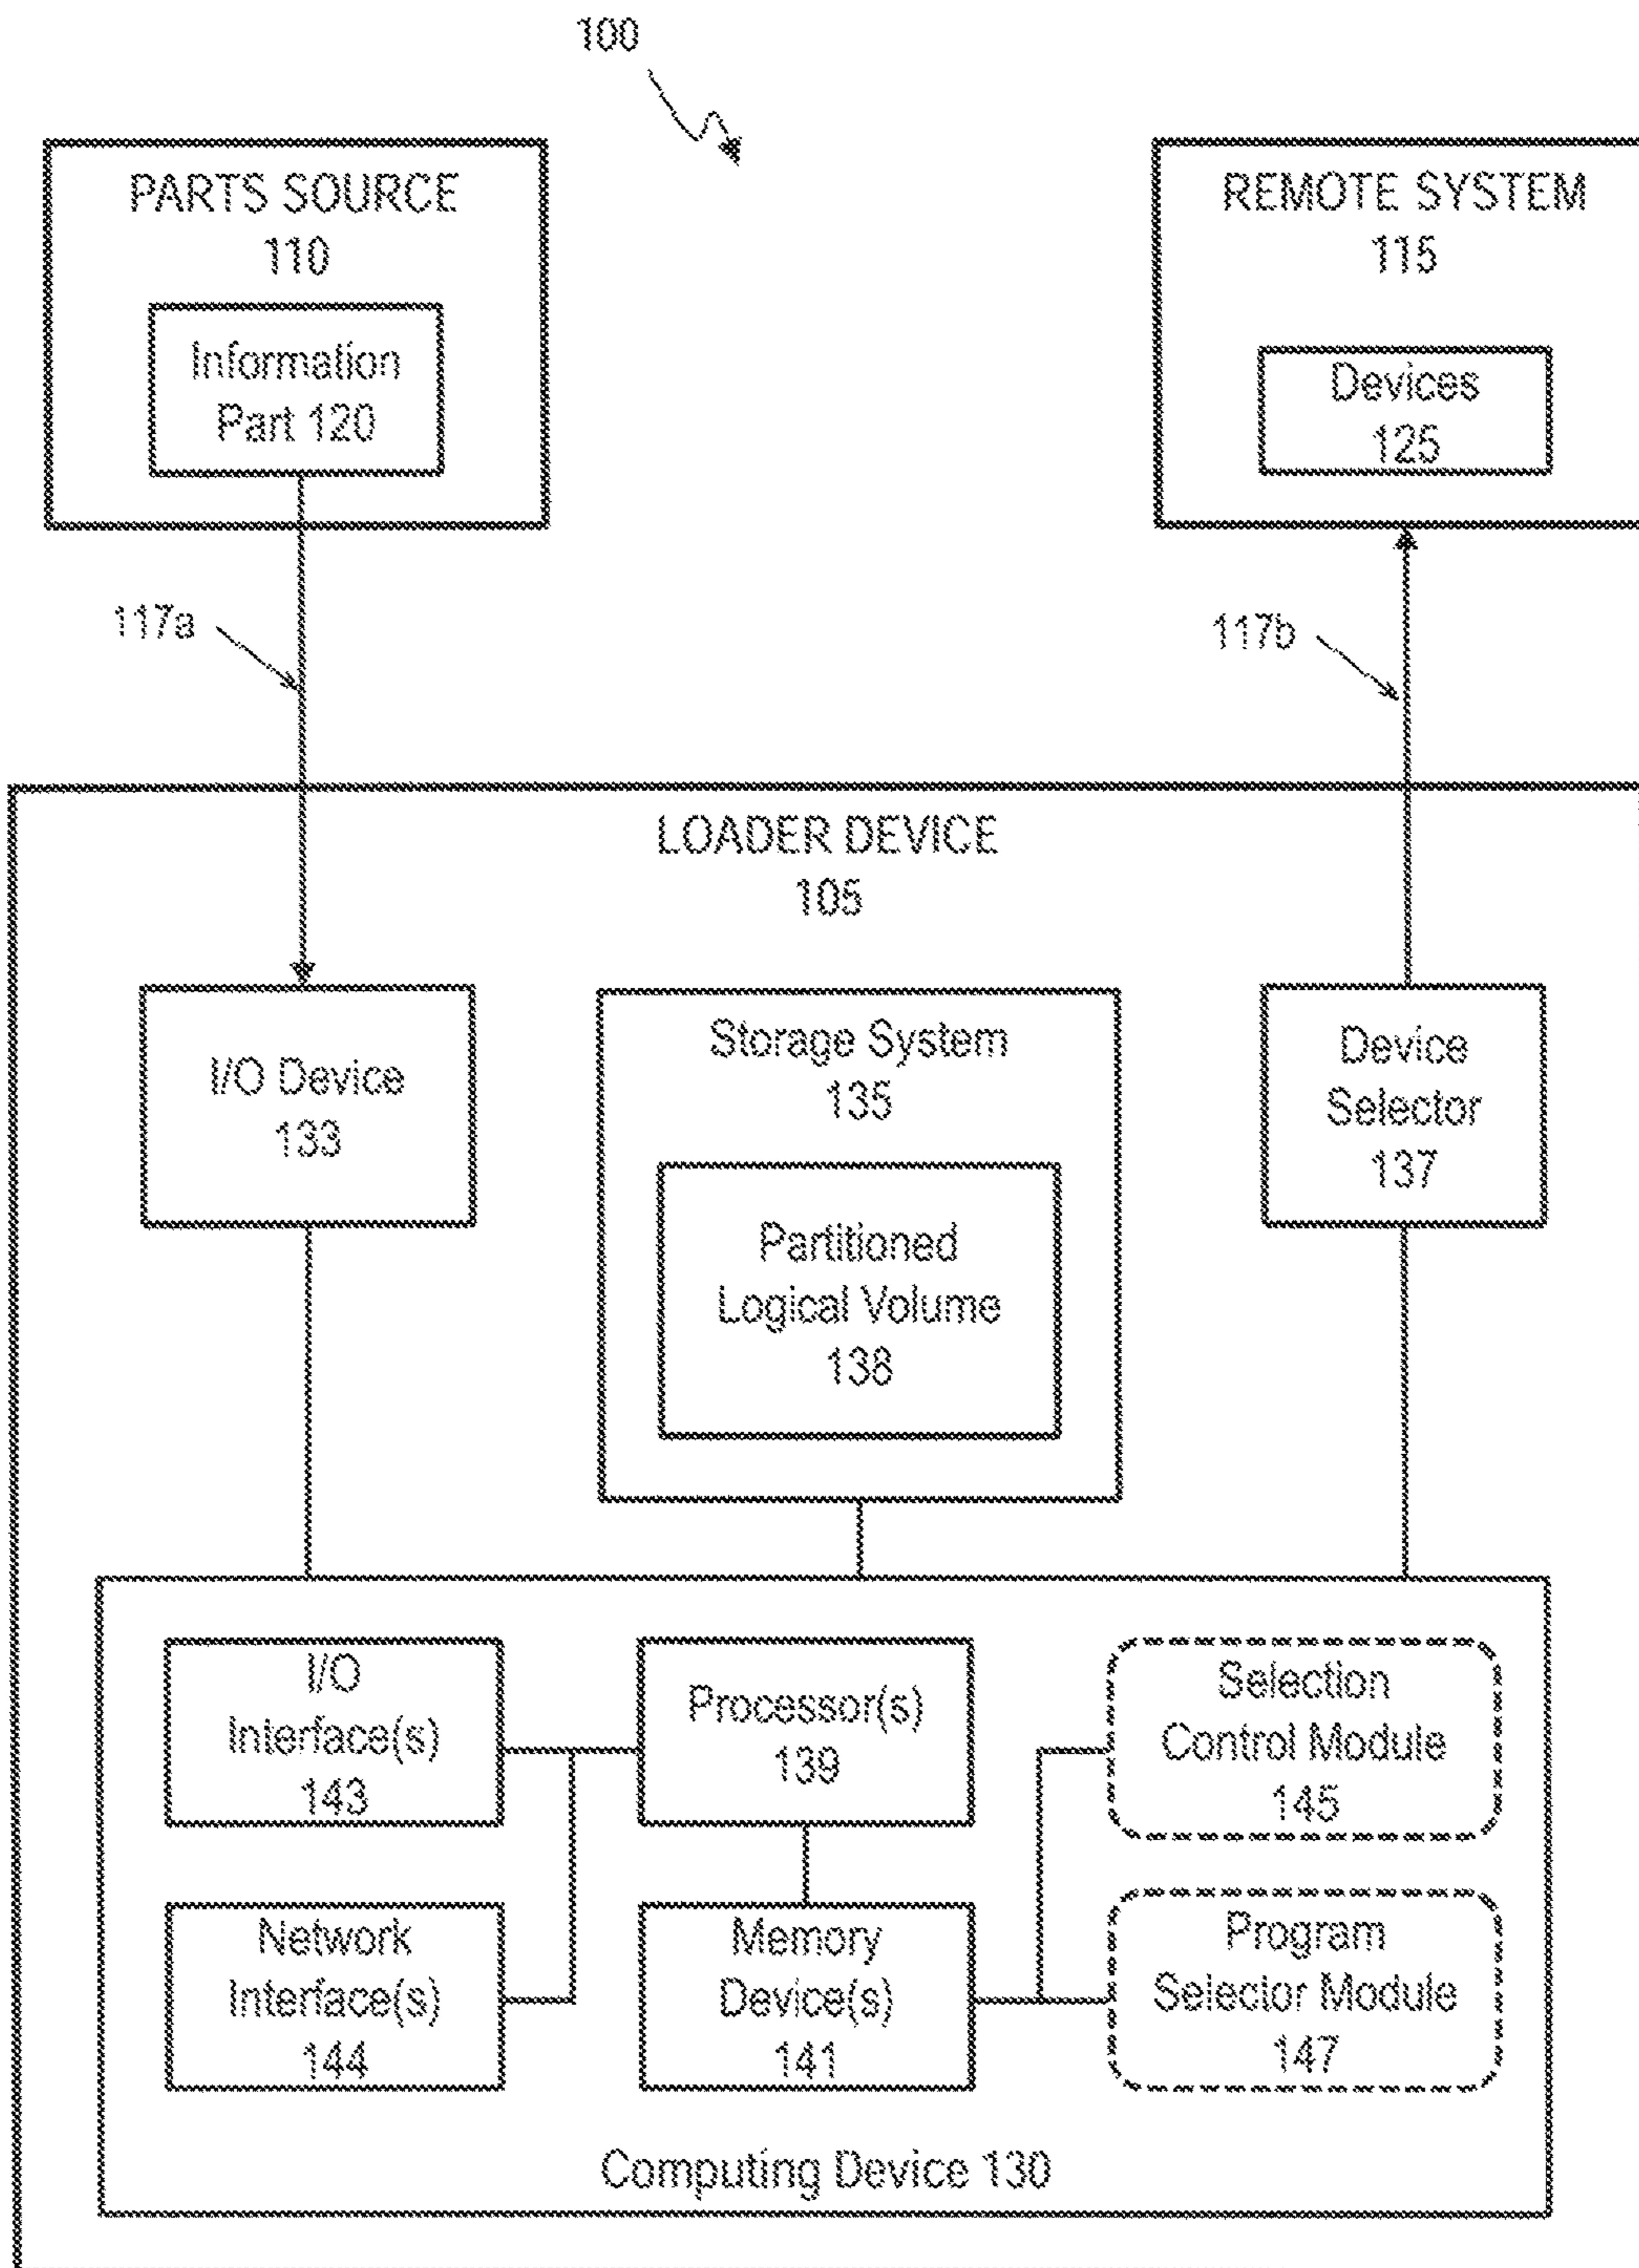 100
PARTS SOURCE
110
Information
Part 120
REMOTE SYSTEM
115
Devices
125
117a
117b
LOADER DEVICE
105
I/O Device
133
Storage System
135
Partitioned
Logical Volume
138
Device
Selector
137
I/O
Interface(s)
143
Processor(s)
139
Selection
Control Module
145
Network
Interface(s)
144
Memory
Device(s)
141
Program
Selector Module
147
Computing Device 130